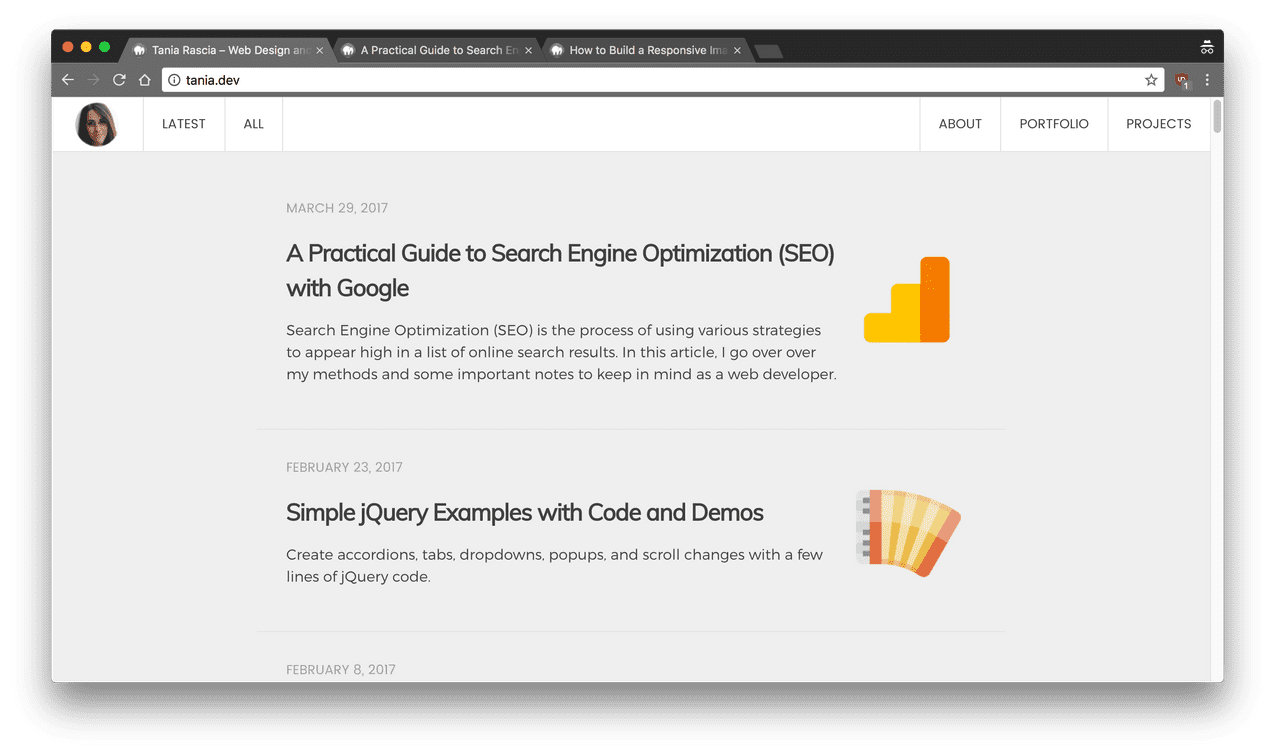 Tania Rascia – Web Design and
A Practical Guide to Search En
How to Build a Responsive Ima
tania.dev
1
LATEST
ALL
ABOUT
PORTFOLIO
PROJECTS
MARCH 29, 2017
A Practical Guide to Search Engine Optimization (SEO)
with Google
Search Engine Optimization (SEO) is the process of using various strategies
to appear high in a list of online search results. In this article, I go over over
my methods and some important notes to keep in mind as a web developer.
FEBRUARY 23, 2017
Simple jQuery Examples with Code and Demos
Create accordions, tabs, dropdowns, popups, and scroll changes with a few
lines of jQuery code.
FEBRUARY 8, 2017